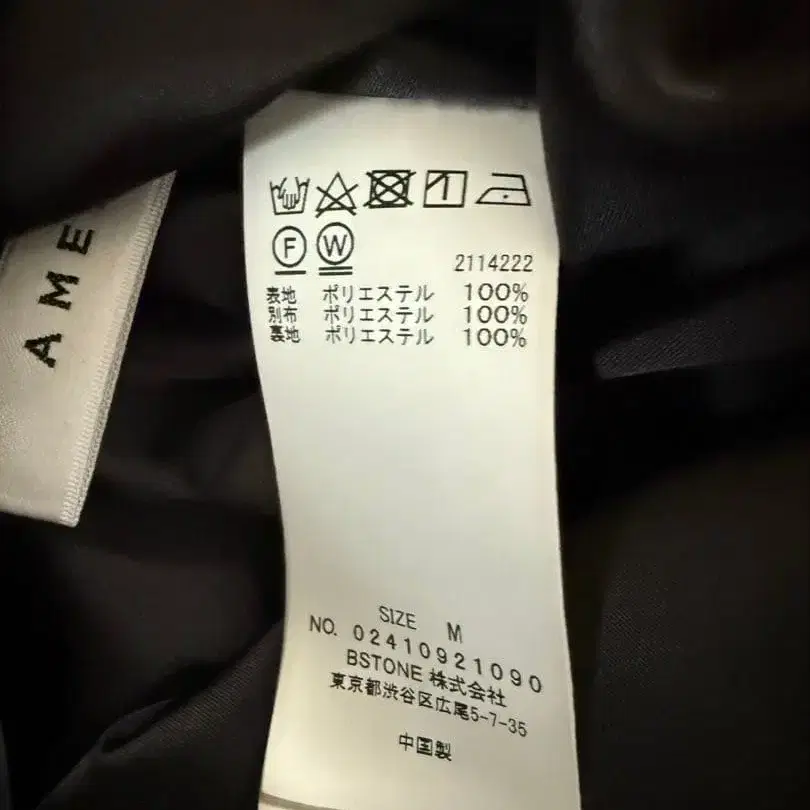 AME
F W
2114222
表地 ポリエステル 100%
別布 ポリエステル 100%
裏地 ポリエステル 100%
SIZE M
NO. 02410921090
BSTONE 株式会社
東京都渋谷区広尾5-7-35
中国製